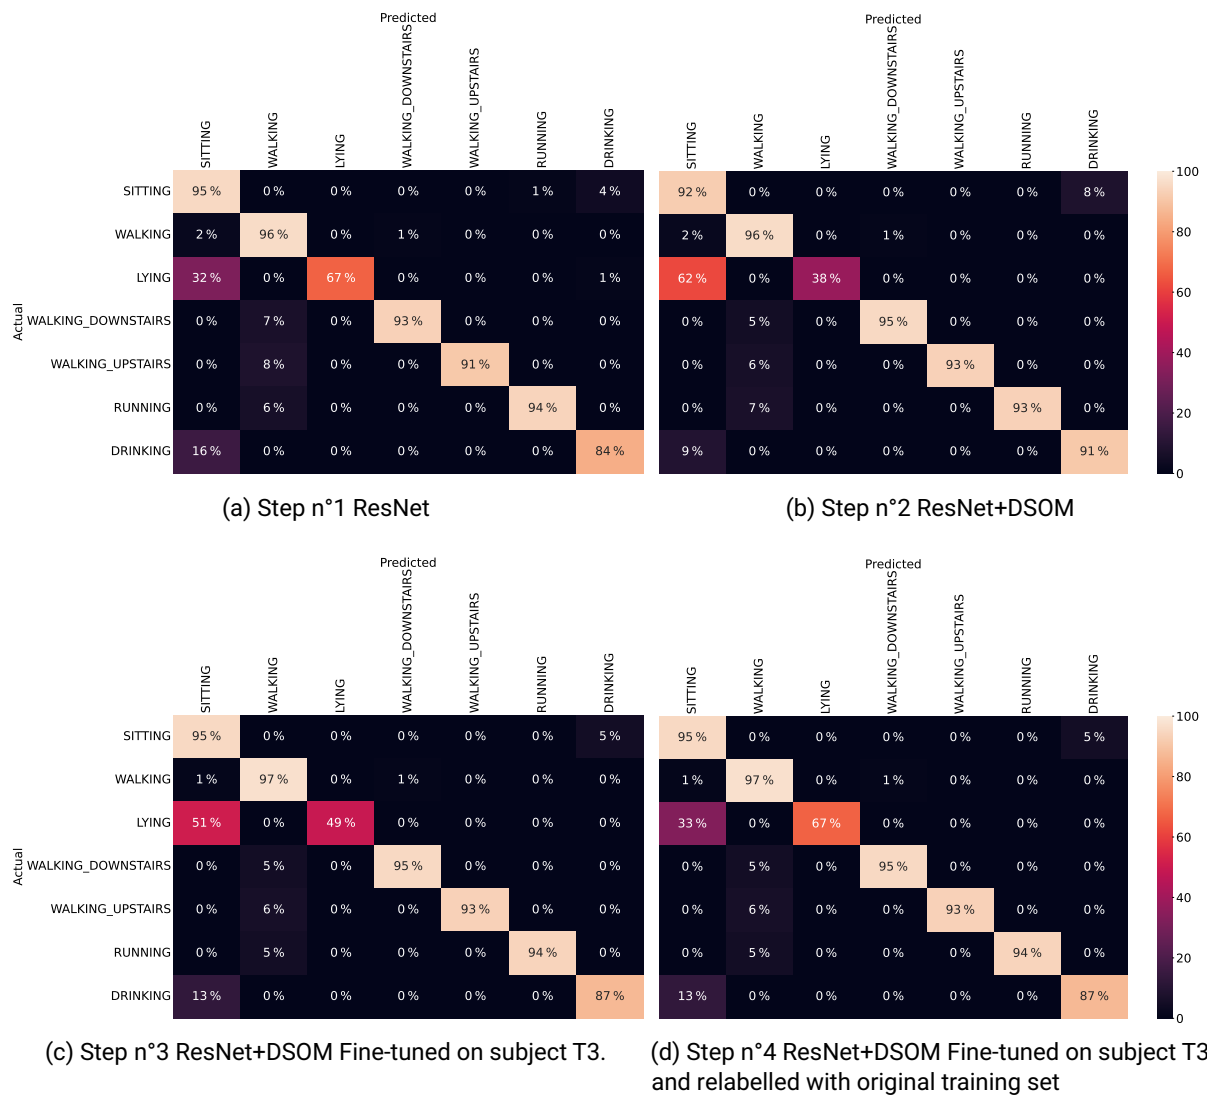 Predicted
SITTING WALKING LYING WALKING_DOWNSTAIRS WALKING_UPSTAIRS RUNNING DRINKING
Actual
SITTING 95 % 0 % 0 % 0 % 0 % 1 % 4 %
WALKING 2 % 96 % 0 % 1 % 0 % 0 % 0 %
LYING 32 % 0 % 67 % 0 % 0 % 0 % 1 %
WALKING_DOWNSTAIRS 0 % 7 % 0 % 93 % 0 % 0 % 0 %
WALKING_UPSTAIRS 0 % 8 % 0 % 0 % 91 % 0 % 0 %
RUNNING 0 % 6 % 0 % 0 % 0 % 94 % 0 %
DRINKING 16 % 0 % 0 % 0 % 0 % 0 % 84 %
(a) Step n°1 ResNet
Predicted
SITTING WALKING LYING WALKING_DOWNSTAIRS WALKING_UPSTAIRS RUNNING DRINKING
92 % 0 % 0 % 0 % 0 % 0 % 8 %
2 % 96 % 0 % 1 % 0 % 0 % 0 %
62 % 0 % 38 % 0 % 0 % 0 % 0 %
0 % 5 % 0 % 95 % 0 % 0 % 0 %
0 % 6 % 0 % 0 % 93 % 0 % 0 %
0 % 7 % 0 % 0 % 0 % 93 % 0 %
9 % 0 % 0 % 0 % 0 % 0 % 91 %
100
80
60
40
20
0
(b) Step n°2 ResNet+DSOM
Predicted
SITTING WALKING LYING WALKING_DOWNSTAIRS WALKING_UPSTAIRS RUNNING DRINKING
Actual
SITTING 95 % 0 % 0 % 0 % 0 % 0 % 5 %
WALKING 1 % 97 % 0 % 1 % 0 % 0 % 0 %
LYING 51 % 0 % 49 % 0 % 0 % 0 % 0 %
WALKING_DOWNSTAIRS 0 % 5 % 0 % 95 % 0 % 0 % 0 %
WALKING_UPSTAIRS 0 % 6 % 0 % 0 % 93 % 0 % 0 %
RUNNING 0 % 5 % 0 % 0 % 0 % 94 % 0 %
DRINKING 13 % 0 % 0 % 0 % 0 % 0 % 87 %
(c) Step n°3 ResNet+DSOM Fine-tuned on subject T3.
Predicted
SITTING WALKING LYING WALKING_DOWNSTAIRS WALKING_UPSTAIRS RUNNING DRINKING
95 % 0 % 0 % 0 % 0 % 0 % 5 %
1 % 97 % 0 % 1 % 0 % 0 % 0 %
33 % 0 % 67 % 0 % 0 % 0 % 0 %
0 % 5 % 0 % 95 % 0 % 0 % 0 %
0 % 6 % 0 % 0 % 93 % 0 % 0 %
0 % 5 % 0 % 0 % 0 % 94 % 0 %
13 % 0 % 0 % 0 % 0 % 0 % 87 %
100
80
60
40
20
0
(d) Step n°4 ResNet+DSOM Fine-tuned on subject T3
and relabelled with original training set